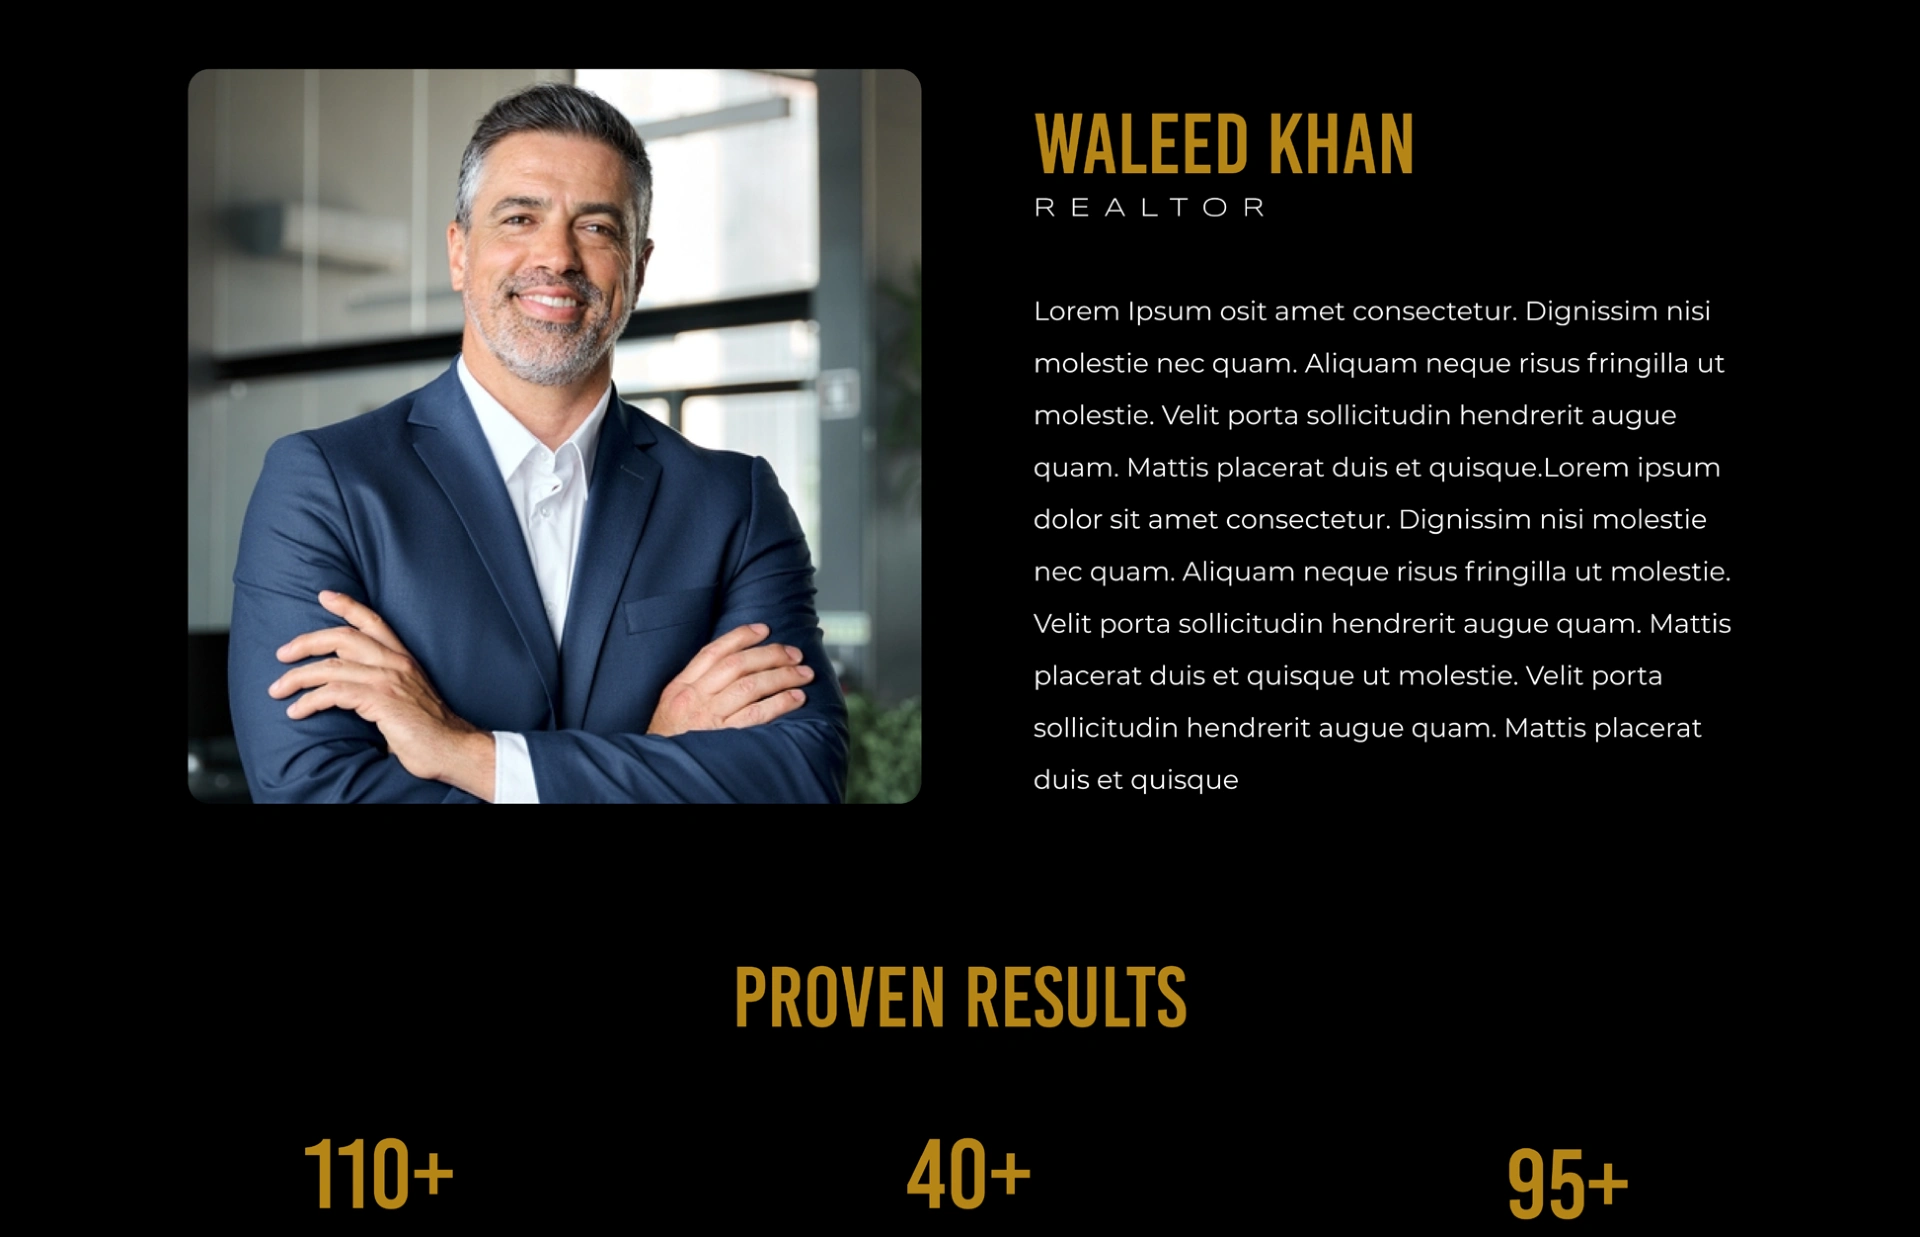 WALEED KHAN
REALTOR
Lorem Ipsum osit amet consectetur. Dignissim nisi
molestie nec quam. Aliquam neque risus fringilla ut
molestie. Velit porta sollicitudin hendrerit augue
quam. Mattis placerat duis et quisque.Lorem ipsum
dolor sit amet consectetur. Dignissim nisi molestie
nec quam. Aliquam neque risus fringilla ut molestie.
Velit porta sollicitudin hendrerit augue quam. Mattis
placerat duis et quisque ut molestie. Velit porta
sollicitudin hendrerit augue quam. Mattis placerat
duis et quisque
PROVEN RESULTS
110+
40+
95+